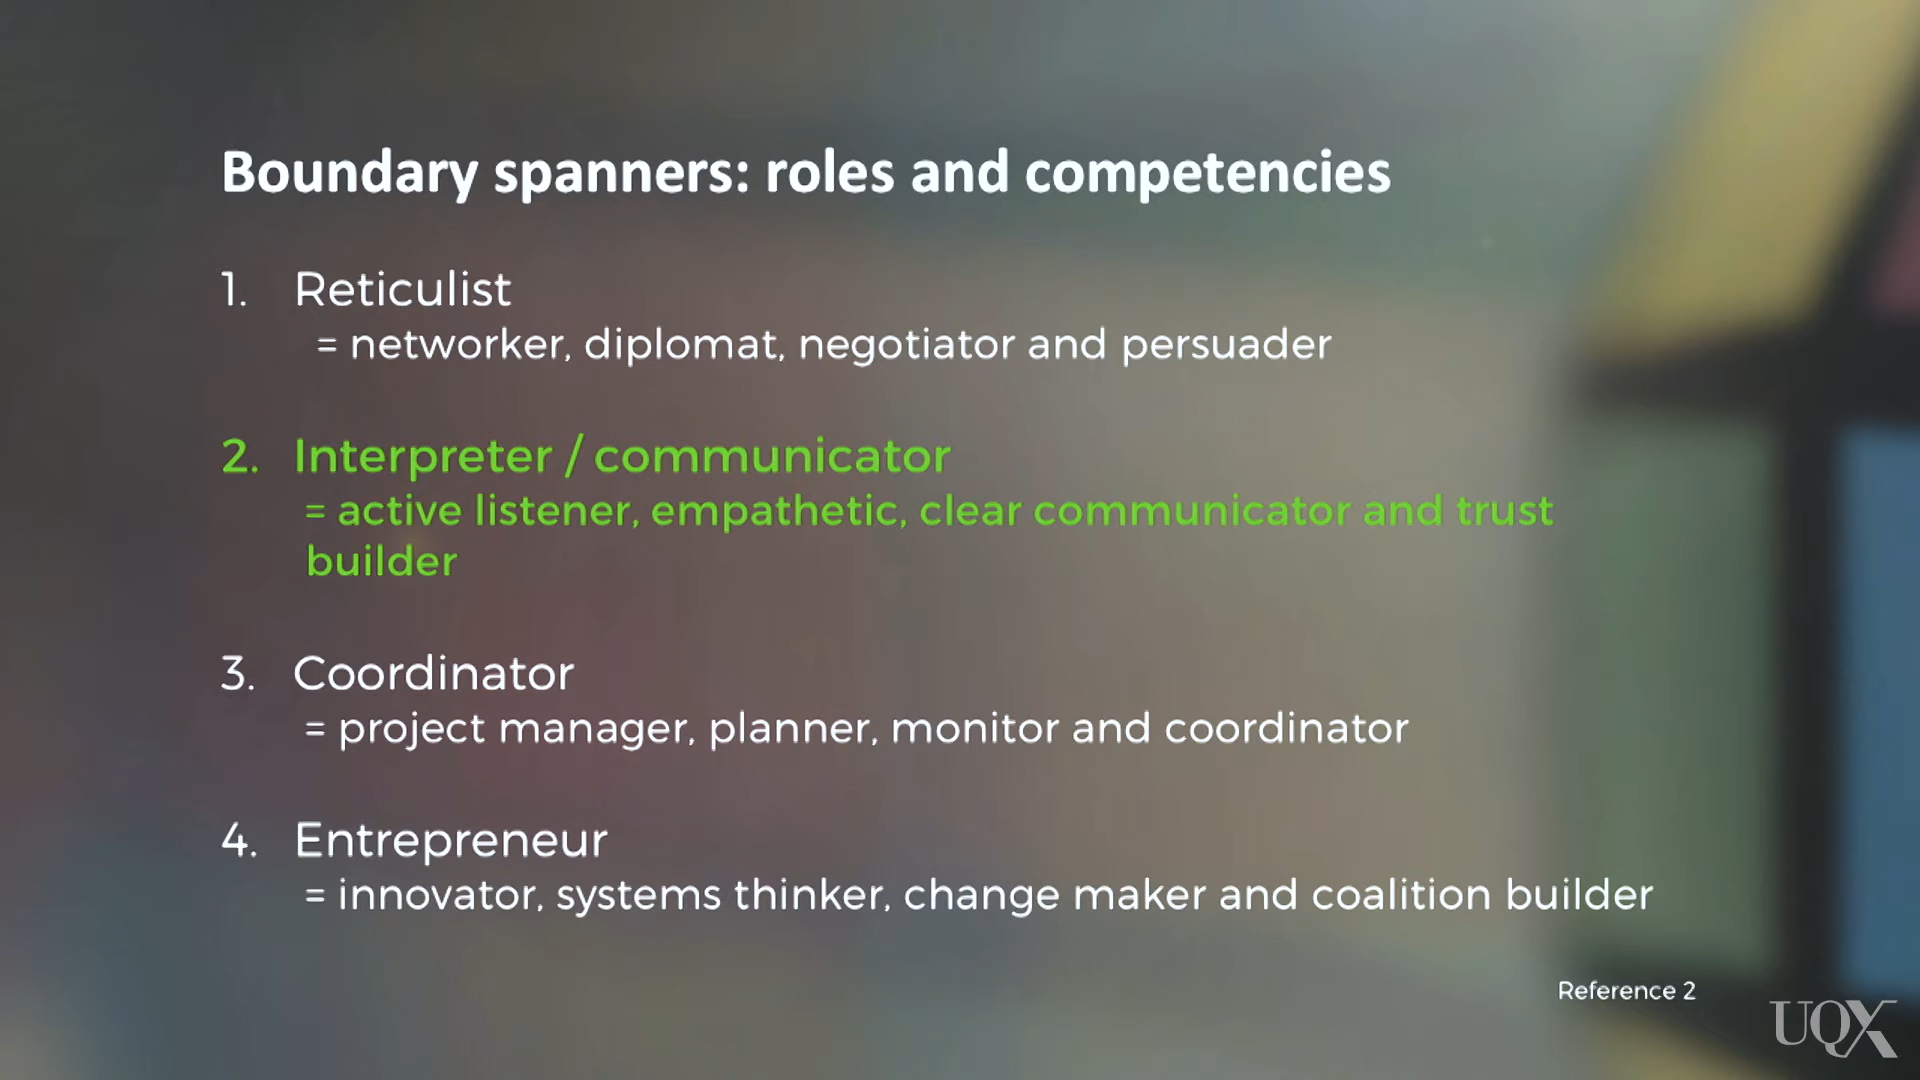 Boundary spanners: roles and competencies
1. Reticulist
= networker, diplomat, negotiator and persuader
2. Interpreter / communicator
= active listener, empathetic, clear communicator and trust
builder
3. Coordinator
= project manager, planner, monitor and coordinator
4. Entrepreneur
= innovator, systems thinker, change maker and coalition builder
Reference 2
UQX